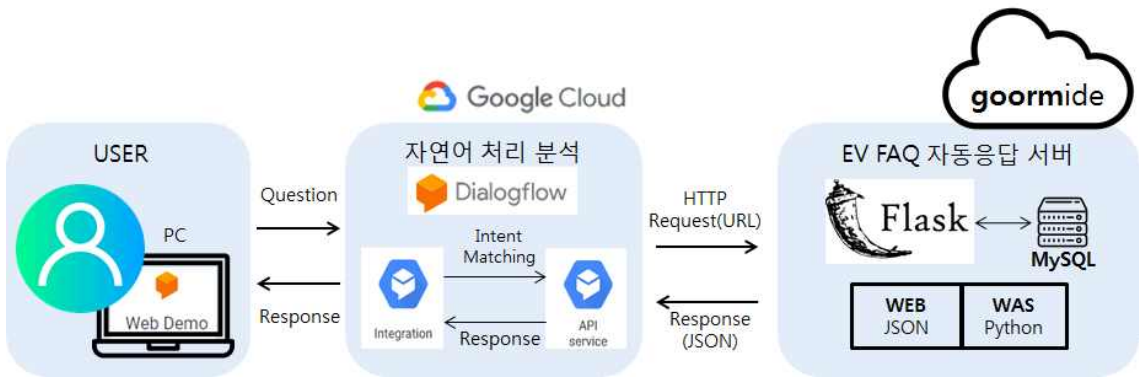 Google Cloud
goormide
USER
PC
Web Demo
Question
Response
자연어 처리 분석
Dialogflow
Intent
Matching
Integration
API
service
Response
HTTP
Request(URL)
Response
(JSON)
EV FAQ 자동응답 서버
Flask
MySQL
WEB
JSON
WAS
Python